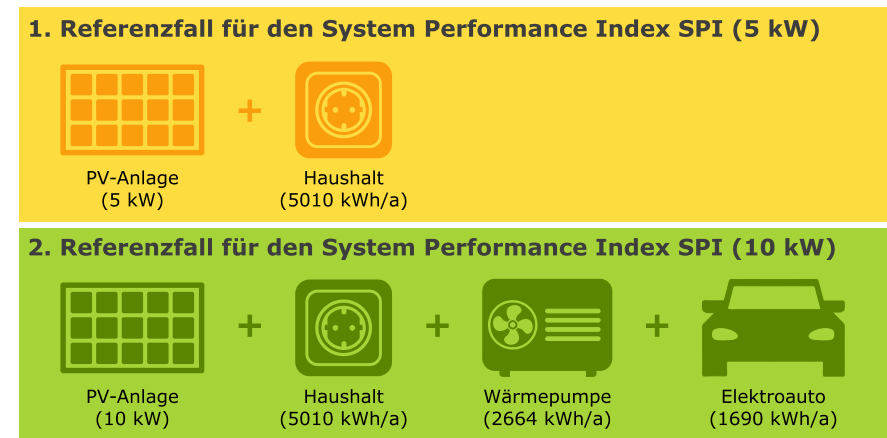 1. Referenzfall für den System Performance Index SPI (5 kW)
+
PV-Anlage
(5 kW)
Haushalt
(5010 kWh/a)
2. Referenzfall für den System Performance Index SPI (10 kW)
+ + +
PV-Anlage
(10 kW)
Haushalt
(5010 kWh/a)
Wärmepumpe
(2664 kWh/a)
Elektroauto
(1690 kWh/a)